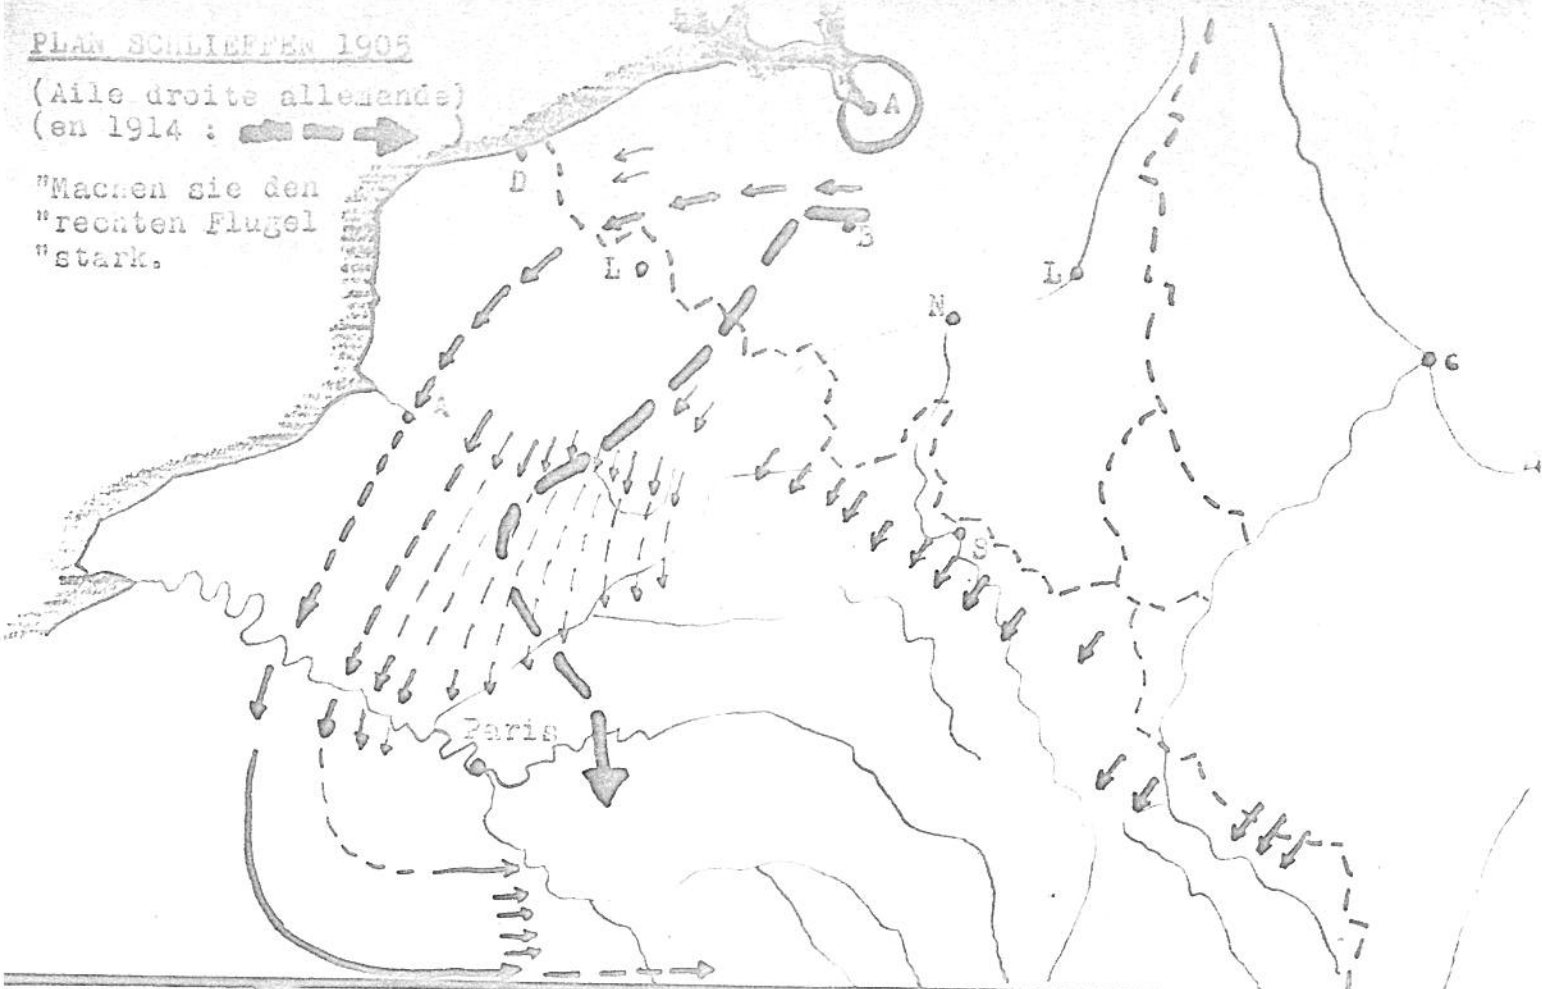 PLAN SCHLIEFFEN 1905
(Aile droite allemande)
(en 1914 : )
"Machen sie den
"rechten Flugel
"stark.
A
D
B
L
L
N
A
G
S
Paris